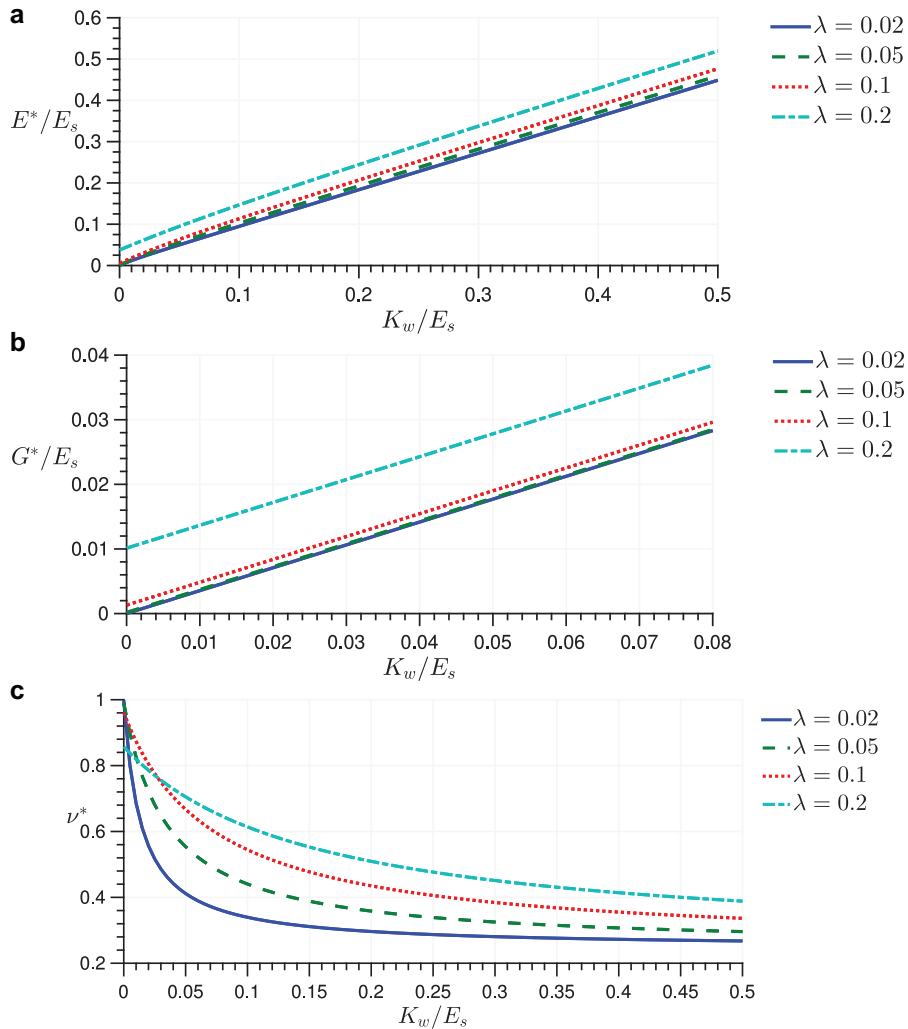 a
0.6
0.5
0.4
E*/E_s
0.3
0.2
0.1
0
0 0.1 0.2 0.3 0.4 0.5
K_w/E_s
λ = 0.02
λ = 0.05
λ = 0.1
λ = 0.2
b
0.04
0.03
G*/E_s
0.02
0.01
0
0 0.01 0.02 0.03 0.04 0.05 0.06 0.07 0.08
K_w/E_s
λ = 0.02
λ = 0.05
λ = 0.1
λ = 0.2
c
1
0.8
ν*
0.6
0.4
0.2
0 0.05 0.1 0.15 0.2 0.25 0.3 0.35 0.4 0.45 0.5
K_w/E_s
λ = 0.02
λ = 0.05
λ = 0.1
λ = 0.2